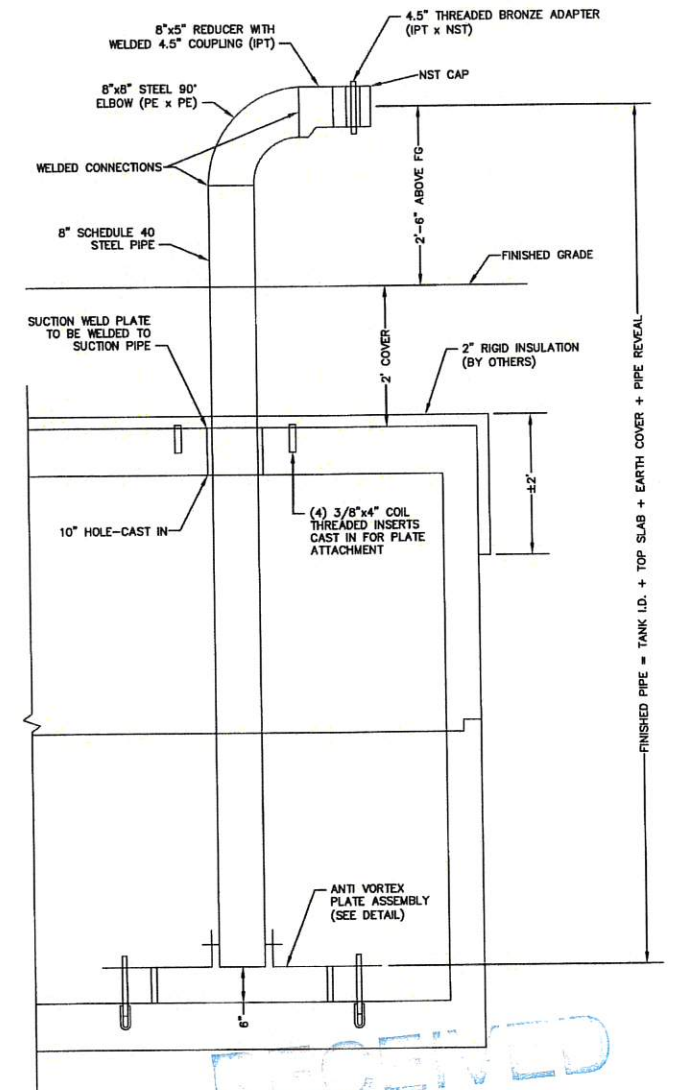 4.5" THREADED BRONZE ADAPTER
(IPT x NST)
8"x5" REDUCER WITH
WELDED 4.5" COUPLING (IPT)
NST CAP
8"x8" STEEL 90°
ELBOW (PE x PE)
WELDED CONNECTIONS
2'-6" ABOVE FG
8" SCHEDULE 40
STEEL PIPE
FINISHED GRADE
SUCTION WELD PLATE
TO BE WELDED TO
SUCTION PIPE
2' COVER
2" RIGID INSULATION
(BY OTHERS)
±2'
10" HOLE-CAST IN
(4) 3/8"x4" COIL
THREADED INSERTS
CAST IN FOR PLATE
ATTACHMENT
FINISHED PIPE = TANK I.D. + TOP SLAB + EARTH COVER + PIPE REVEAL
ANTI VORTEX
PLATE ASSEMBLY
(SEE DETAIL)
6"
RECEIVED